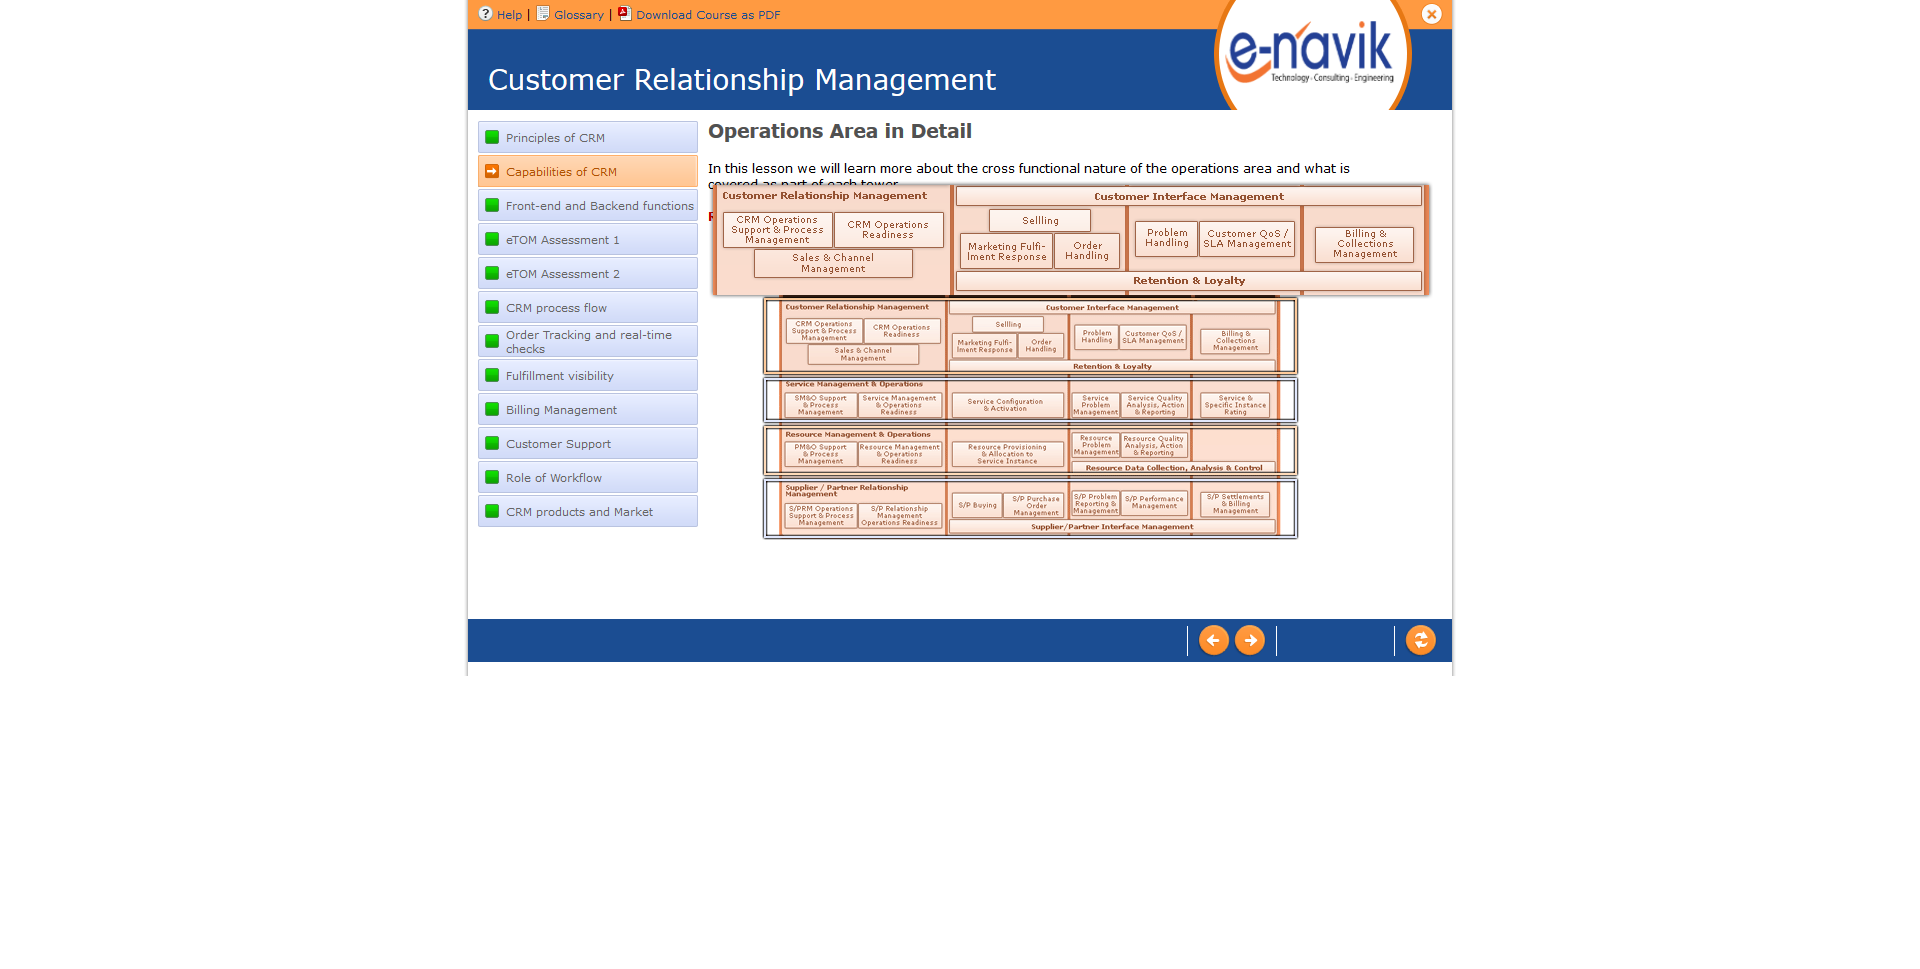 Help | Glossary | Download Course as PDF
e-navik
Technology - Consulting - Engineering
Customer Relationship Management
Principles of CRM
Capabilities of CRM
Front-end and Backend functions
eTOM Assessment 1
eTOM Assessment 2
CRM process flow
Order Tracking and real-time
checks
Fulfillment visibility
Billing Management
Customer Support
Role of Workflow
CRM products and Market
Operations Area in Detail
In this lesson we will learn more about the cross functional nature of the operations area and what is
covered as part of each tower
Customer Relationship Management
CRM Operations
Support & Process
Management
CRM Operations
Readiness
Sales & Channel
Management
Customer Interface Management
Sellling
Marketing Fulfi-
lment Response
Order
Handling
Problem
Handling
Customer QoS /
SLA Management
Billing &
Collections
Management
Retention & Loyalty
Customer Relationship Management
CRM Operations
Support & Process
Management
CRM Operations
Readiness
Sales & Channel
Management
Customer Interface Management
Sellling
Marketing Fulfi-
lment Response
Order
Handling
Problem
Handling
Customer QoS /
SLA Management
Billing &
Collections
Management
Retention & Loyalty
Service Management & Operations
SM&O Support
& Process
Management
Service Management
& Operations
Readiness
Service Configuration
& Activation
Service
Problem
Management
Service Quality
Analysis, Action
& Reporting
Service &
Specific Instance
Rating
Resource Management & Operations
PM&O Support
& Process
Management
Resource Management
& Operations
Readiness
Resource Provisioning
& Allocation to
Service Instance
Resource
Problem
Management
Resource Quality
Analysis, Action
& Reporting
Resource Data Collection, Analysis & Control
Supplier / Partner Relationship
Management
S/PRM Operations
Support & Process
Management
S/P Relationship
Management
Operations Readiness
S/P Buying
S/P Purchase
Order
Management
S/P Problem
Reporting &
Management
S/P Performance
Management
S/P Settlements
& Billing
Management
Supplier/Partner Interface Management